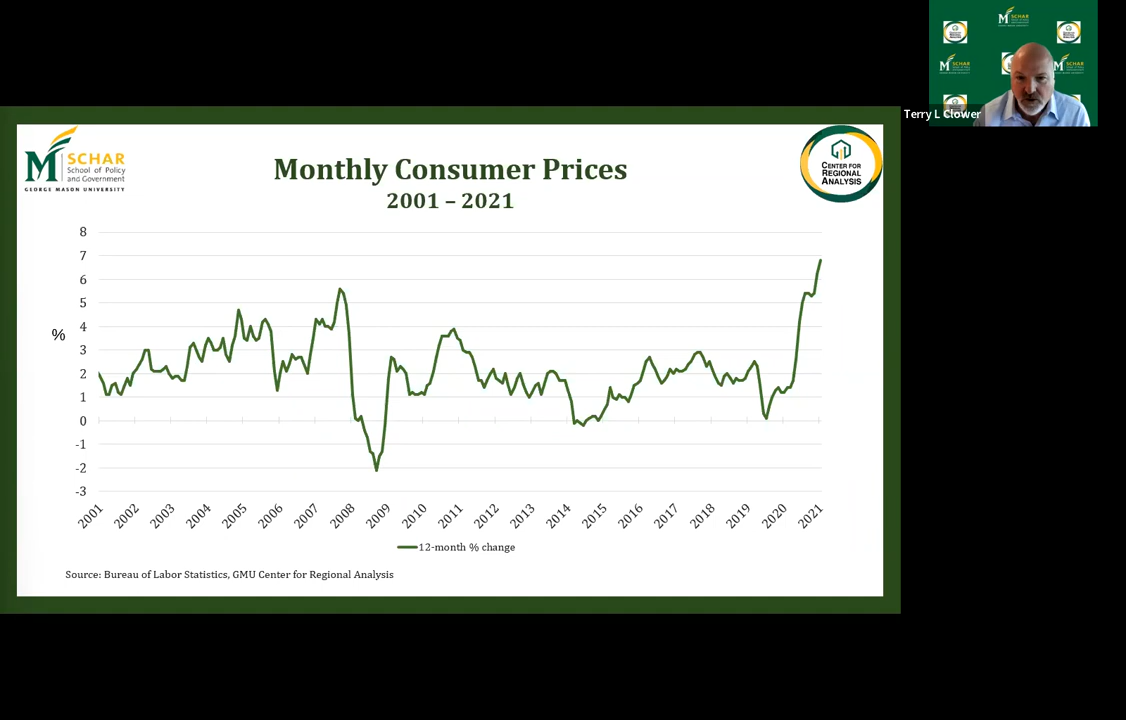 SCHAR
Terry L Clower
M SCHAR
School of Policy
and Government
GEORGE MASON UNIVERSITY
Monthly Consumer Prices
2001 – 2021
CENTER FOR
REGIONAL
ANALYSIS
8
7
6
5
4
3
2
1
0
-1
-2
-3
%
2001 2002 2003 2004 2005 2006 2007 2008 2009 2010 2011 2012 2013 2014 2015 2016 2017 2018 2019 2020 2021
12-month % change
Source: Bureau of Labor Statistics, GMU Center for Regional Analysis